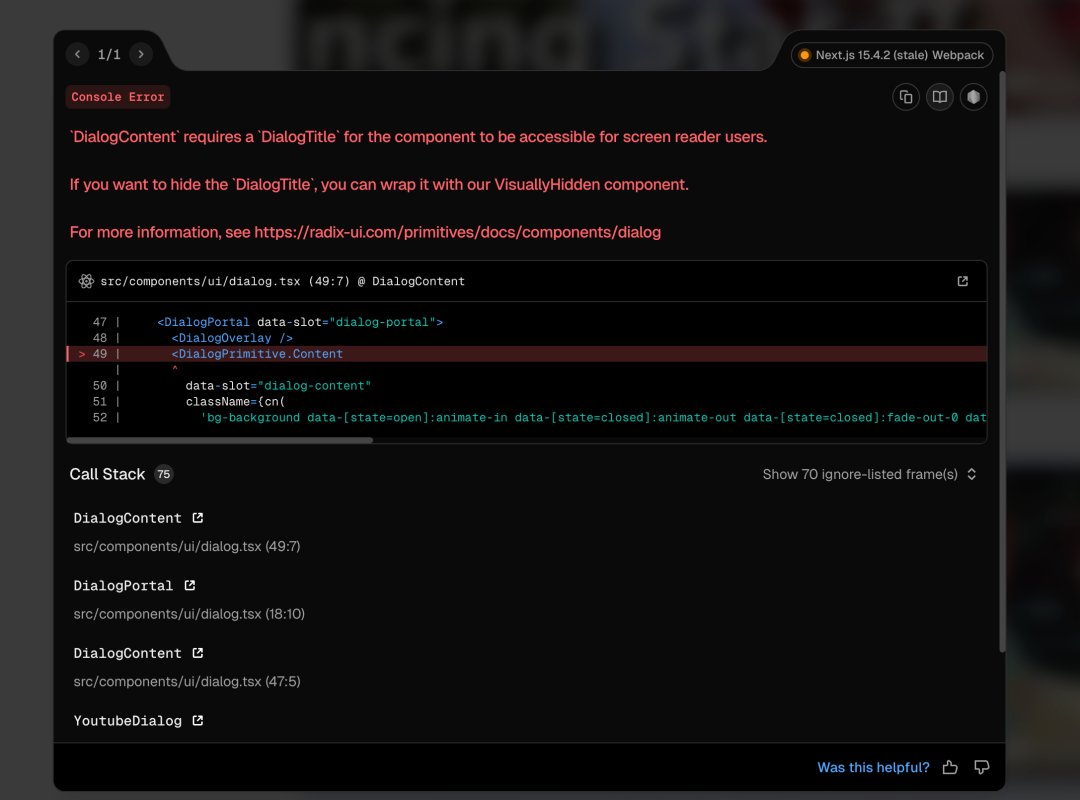 ncing
1/1
Next.js 15.4.2 (stale) Webpack
Console Error
`DialogContent` requires a `DialogTitle` for the component to be accessible for screen reader users.
If you want to hide the `DialogTitle`, you can wrap it with our VisuallyHidden component.
For more information, see https://radix-ui.com/primitives/docs/components/dialog
src/components/ui/dialog.tsx (49:7) @ DialogContent
47 | <DialogPortal data-slot="dialog-portal">
48 | <DialogOverlay />
> 49 | <DialogPrimitive.Content
| ^
50 | data-slot="dialog-content"
51 | className={cn(
52 | 'bg-background data-[state=open]:animate-in data-[state=closed]:animate-out data-[state=closed]:fade-out-0 dat
Call Stack 75
Show 70 ignore-listed frame(s)
DialogContent
src/components/ui/dialog.tsx (49:7)
DialogPortal
src/components/ui/dialog.tsx (18:10)
DialogContent
src/components/ui/dialog.tsx (47:5)
YoutubeDialog
Was this helpful?